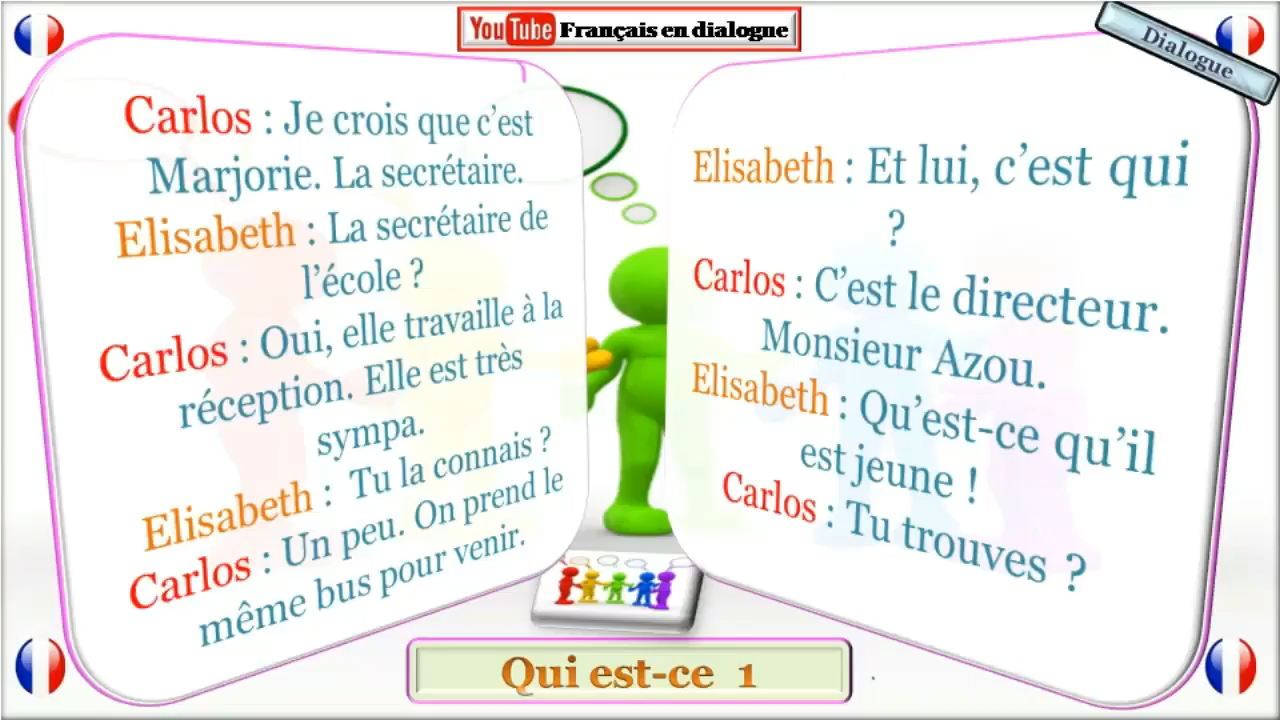 YouTube Français en dialogue
Dialogue
Carlos : Je crois que c’est
Marjorie. La secrétaire.
Elisabeth : La secrétaire de
l’école ?
Carlos : Oui, elle travaille à la
réception. Elle est très
sympa.
Elisabeth : Tu la connais ?
Carlos : Un peu. On prend le
même bus pour venir.
Elisabeth : Et lui, c’est qui
?
Carlos : C’est le directeur.
Monsieur Azou.
Elisabeth : Qu’est-ce qu’il
est jeune !
Carlos : Tu trouves ?
Qui est-ce 1